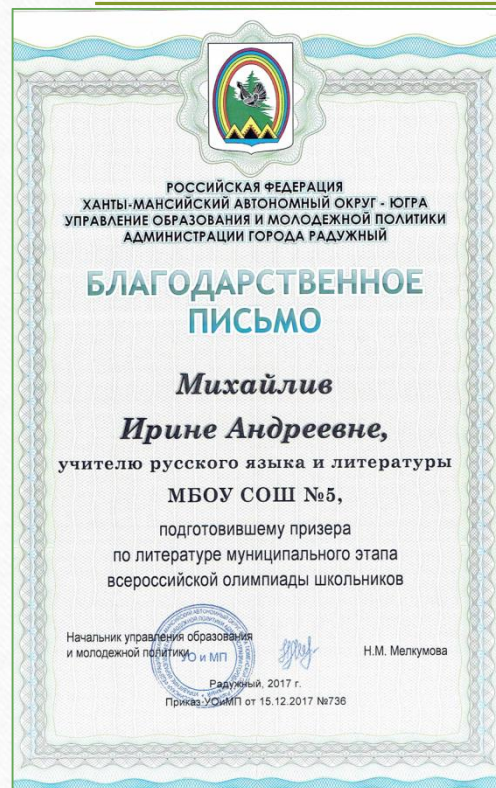 РОССИЙСКАЯ ФЕДЕРАЦИЯ
ХАНТЫ-МАНСИЙСКИЙ АВТОНОМНЫЙ ОКРУГ - ЮГРА
УПРАВЛЕНИЕ ОБРАЗОВАНИЯ И МОЛОДЕЖНОЙ ПОЛИТИКИ
АДМИНИСТРАЦИИ ГОРОДА РАДУЖНЫЙ
БЛАГОДАРСТВЕННОЕ
ПИСЬМО
Михайлив
Ирине Андреевне,
учителю русского языка и литературы
МБОУ СОШ №5,
подготовившему призера
по литературе муниципального этапа
всероссийской олимпиады школьников
Начальник управления образования
и молодежной политики
УО и МП
Н.М. Мелкумова
Радужный, 2017 г.
Приказ УОиМП от 15.12.2017 №736